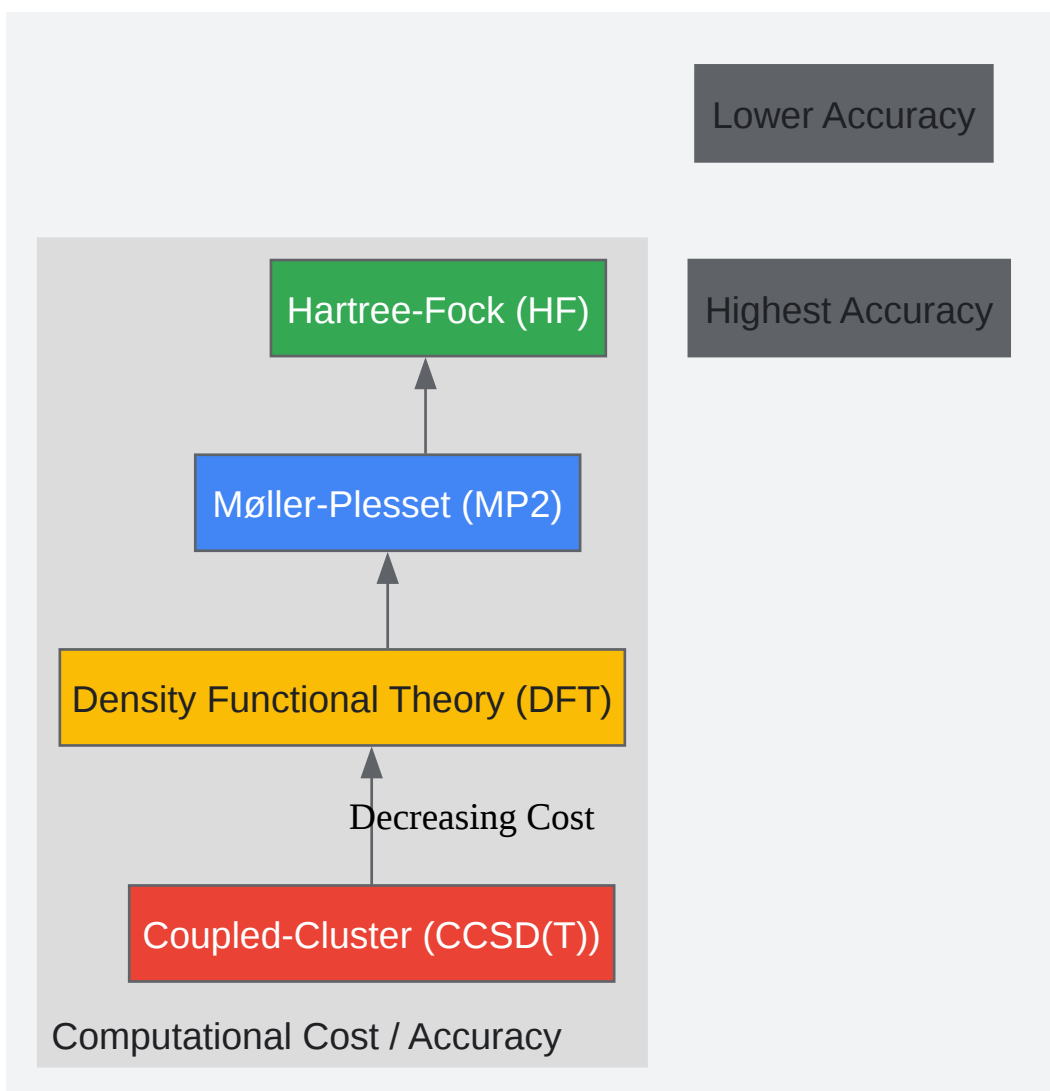 Lower Accuracy
Hartree-Fock (HF)
Highest Accuracy
Møller-Plesset (MP2)
Density Functional Theory (DFT)
Decreasing Cost
Coupled-Cluster (CCSD(T))
Computational Cost / Accuracy